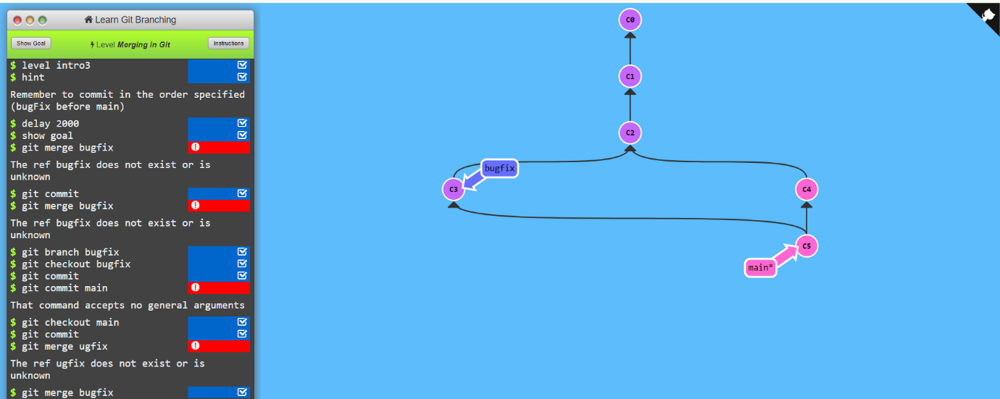 Learn Git Branching
Show Goal
Level Merging in Git
Instructions
$ level intro3
$ hint
Remember to commit in the order specified
(bugFix before main)
$ delay 2000
$ show goal
$ git merge bugfix
The ref bugfix does not exist or is
unknown
$ git commit
$ git merge bugfix
The ref bugfix does not exist or is
unknown
$ git branch bugfix
$ git checkout bugfix
$ git commit
$ git commit main
That command accepts no general arguments
$ git checkout main
$ git commit
$ git merge ugfix
The ref ugfix does not exist or is
unknown
$ git merge bugfix
C0
C1
C2
bugfix
C3
C4
C5
main*